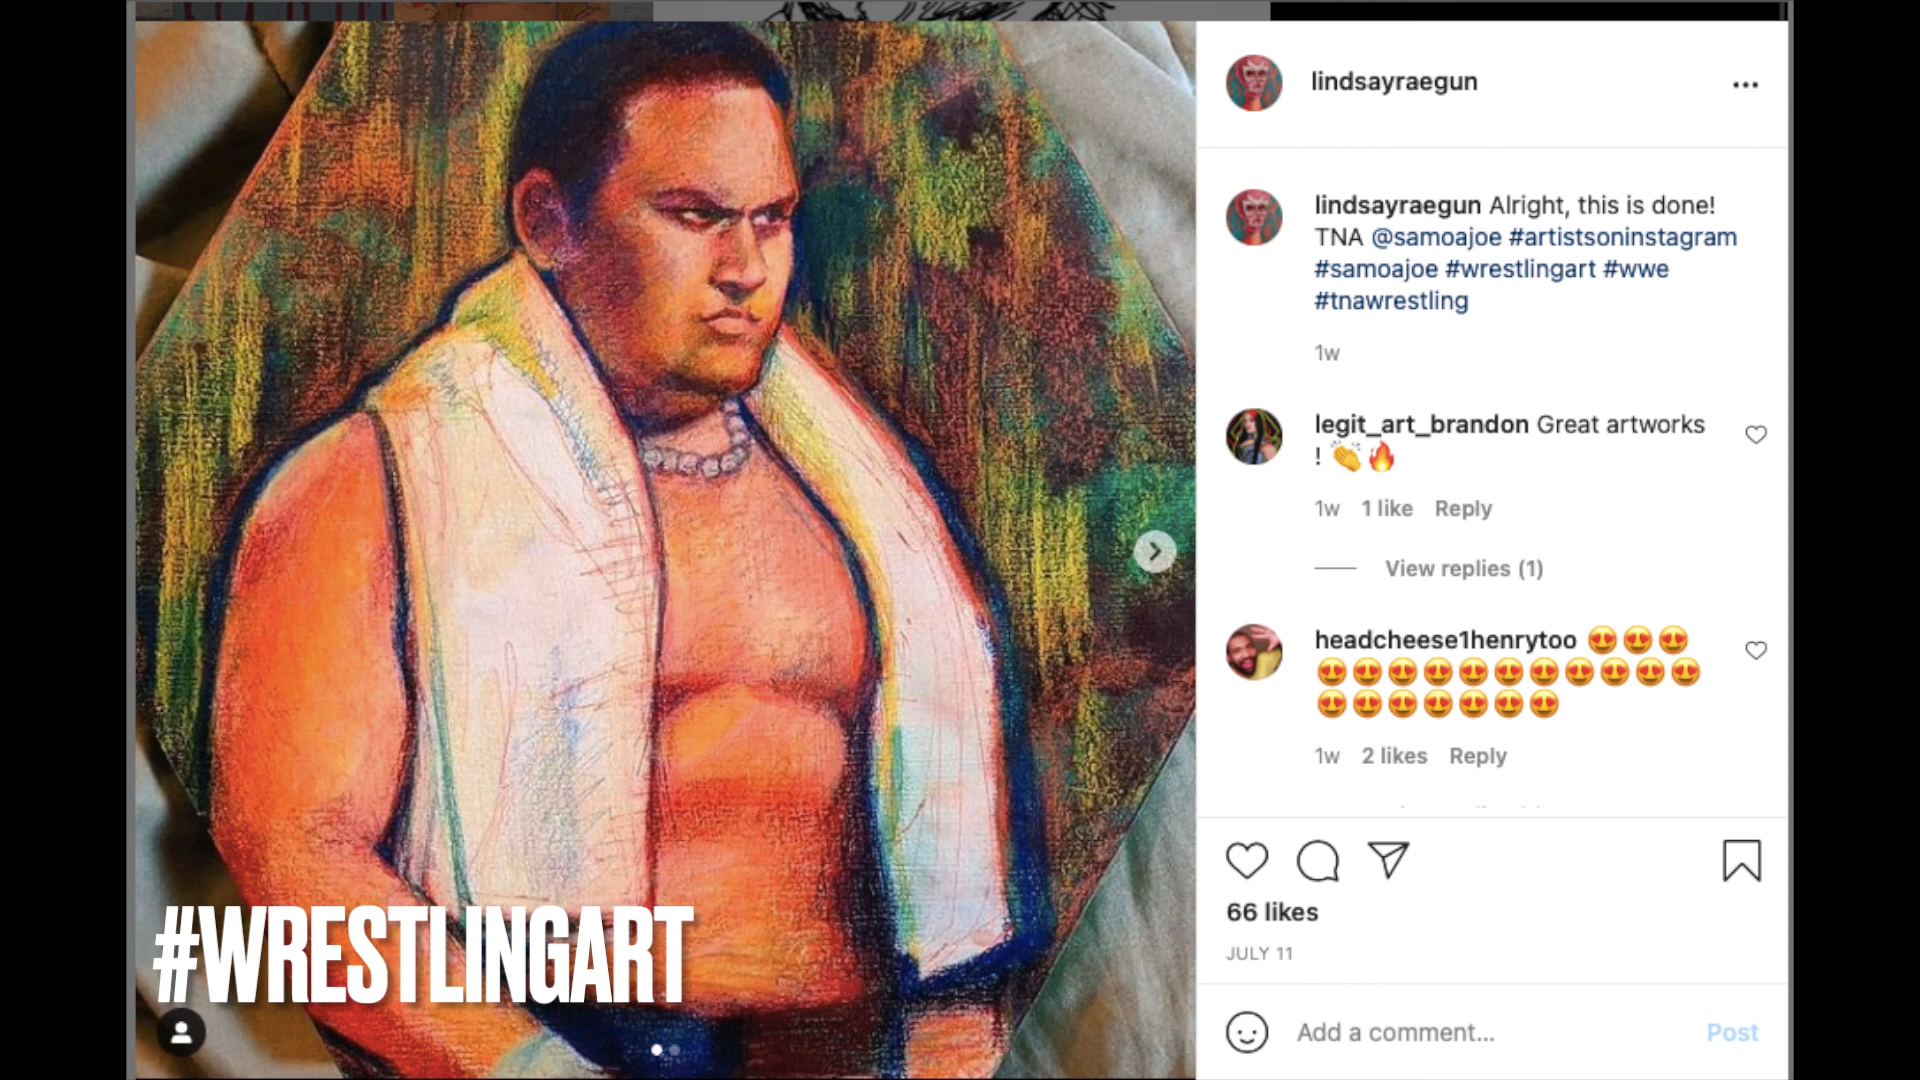 lindsayraegun
lindsayraegun Alright, this is done!
TNA @samoajoe #artistsoninstagram
#samoajoe #wrestlingart #wwe
#tnawrestling
1w
legit_art_brandon Great artworks
! 👏🔥
1w 1 like Reply
View replies (1)
headcheese1henrytoo 😍😍😍
😍😍😍😍😍😍😍😍😍😍😍
😍😍😍😍😍😍😍
1w 2 likes Reply
66 likes
JULY 11
Add a comment... Post
#WRESTLINGART